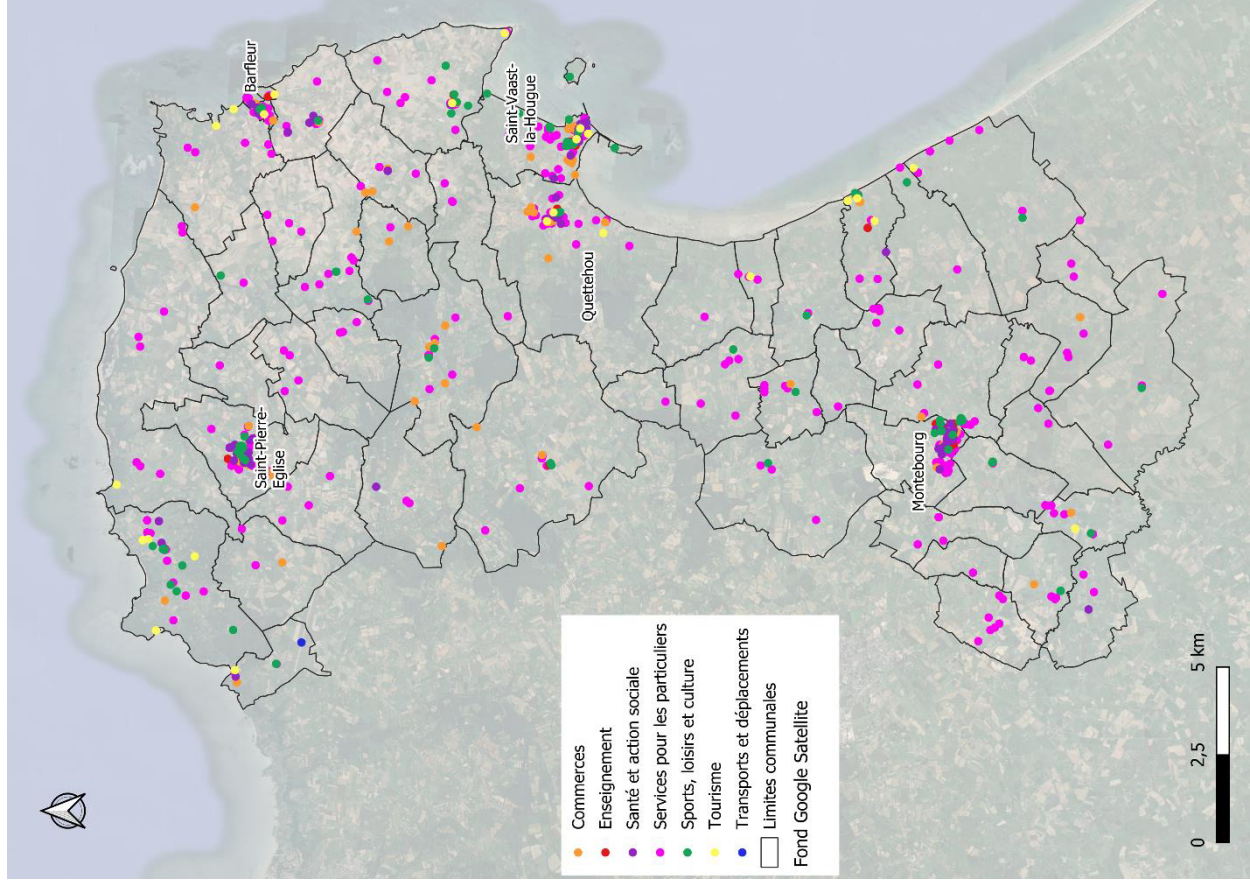 Barfleur
Saint-Vaast-
la-Hougue
Saint-Pierre-
Eglise
Quettehou
Montebourg
Commerces
Enseignement
Santé et action sociale
Services pour les particuliers
Sports, loisirs et culture
Tourisme
Transports et déplacements
Limites communales
Fond Google Satellite
0 2,5 5 km